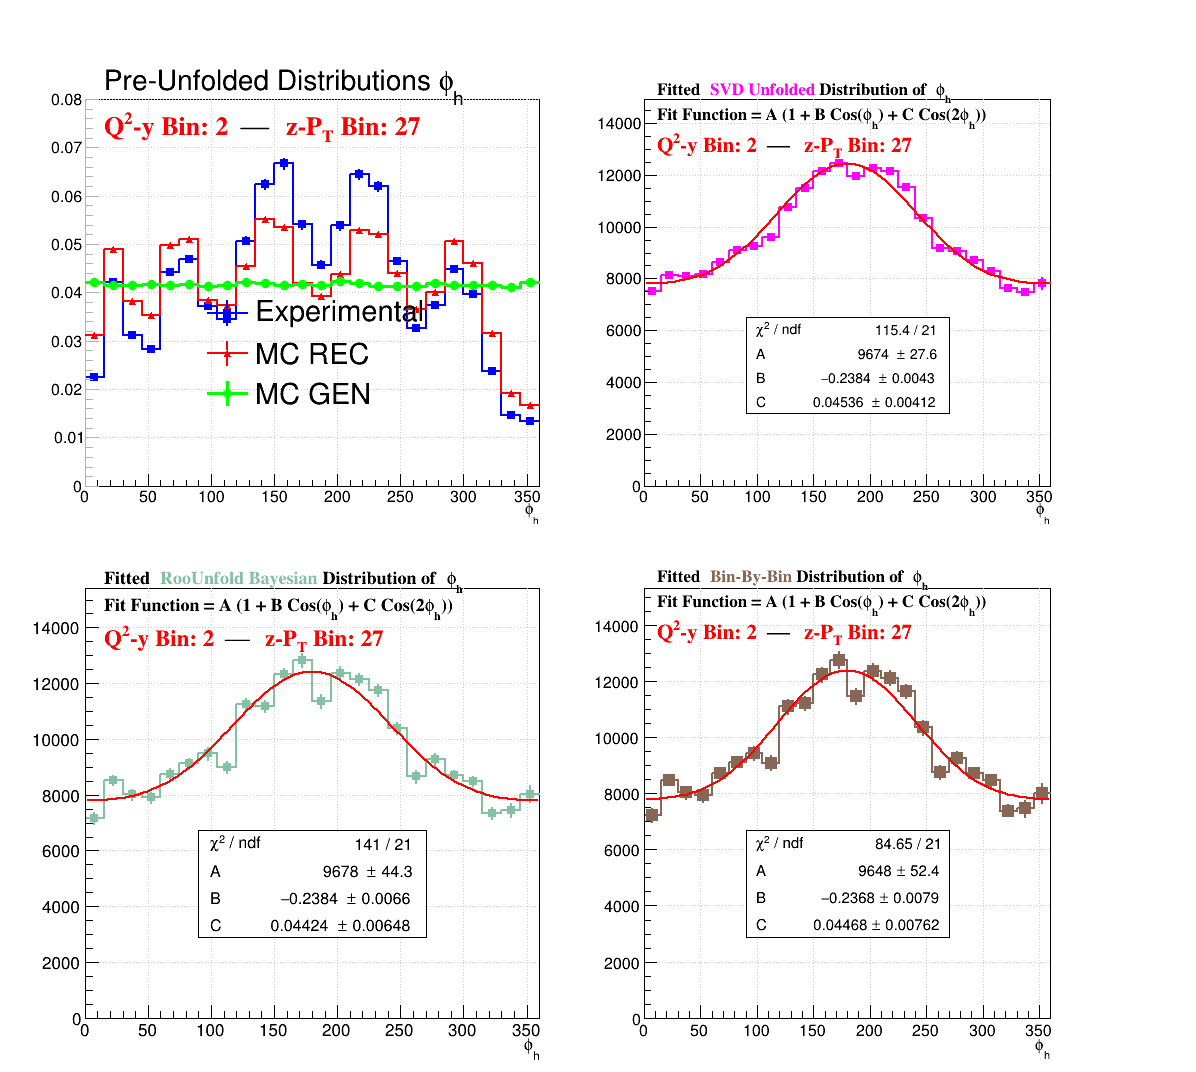 Pre-Unfolded Distributions ϕh
Q2-y Bin: 2 — z-PT Bin: 27
0.08
0.07
0.06
0.05
0.04
0.03
0.02
0.01
0
Experimental
MC REC
MC GEN
0 50 100 150 200 250 300 350
ϕh
Fitted SVD Unfolded Distribution of ϕh
Fit Function = A (1 + B Cos(ϕh) + C Cos(2ϕh))
Q2-y Bin: 2 — z-PT Bin: 27
14000
12000
10000
8000
6000
4000
2000
0
χ2 / ndf 115.4 / 21
A 9674 ± 27.6
B −0.2384 ± 0.0043
C 0.04536 ± 0.00412
0 50 100 150 200 250 300 350
ϕh
Fitted RooUnfold Bayesian Distribution of ϕh
Fit Function = A (1 + B Cos(ϕh) + C Cos(2ϕh))
Q2-y Bin: 2 — z-PT Bin: 27
14000
12000
10000
8000
6000
4000
2000
0
χ2 / ndf 141 / 21
A 9678 ± 44.3
B −0.2384 ± 0.0066
C 0.04424 ± 0.00648
0 50 100 150 200 250 300 350
ϕh
Fitted Bin-By-Bin Distribution of ϕh
Fit Function = A (1 + B Cos(ϕh) + C Cos(2ϕh))
Q2-y Bin: 2 — z-PT Bin: 27
14000
12000
10000
8000
6000
4000
2000
0
χ2 / ndf 84.65 / 21
A 9648 ± 52.4
B −0.2368 ± 0.0079
C 0.04468 ± 0.00762
0 50 100 150 200 250 300 350
ϕh